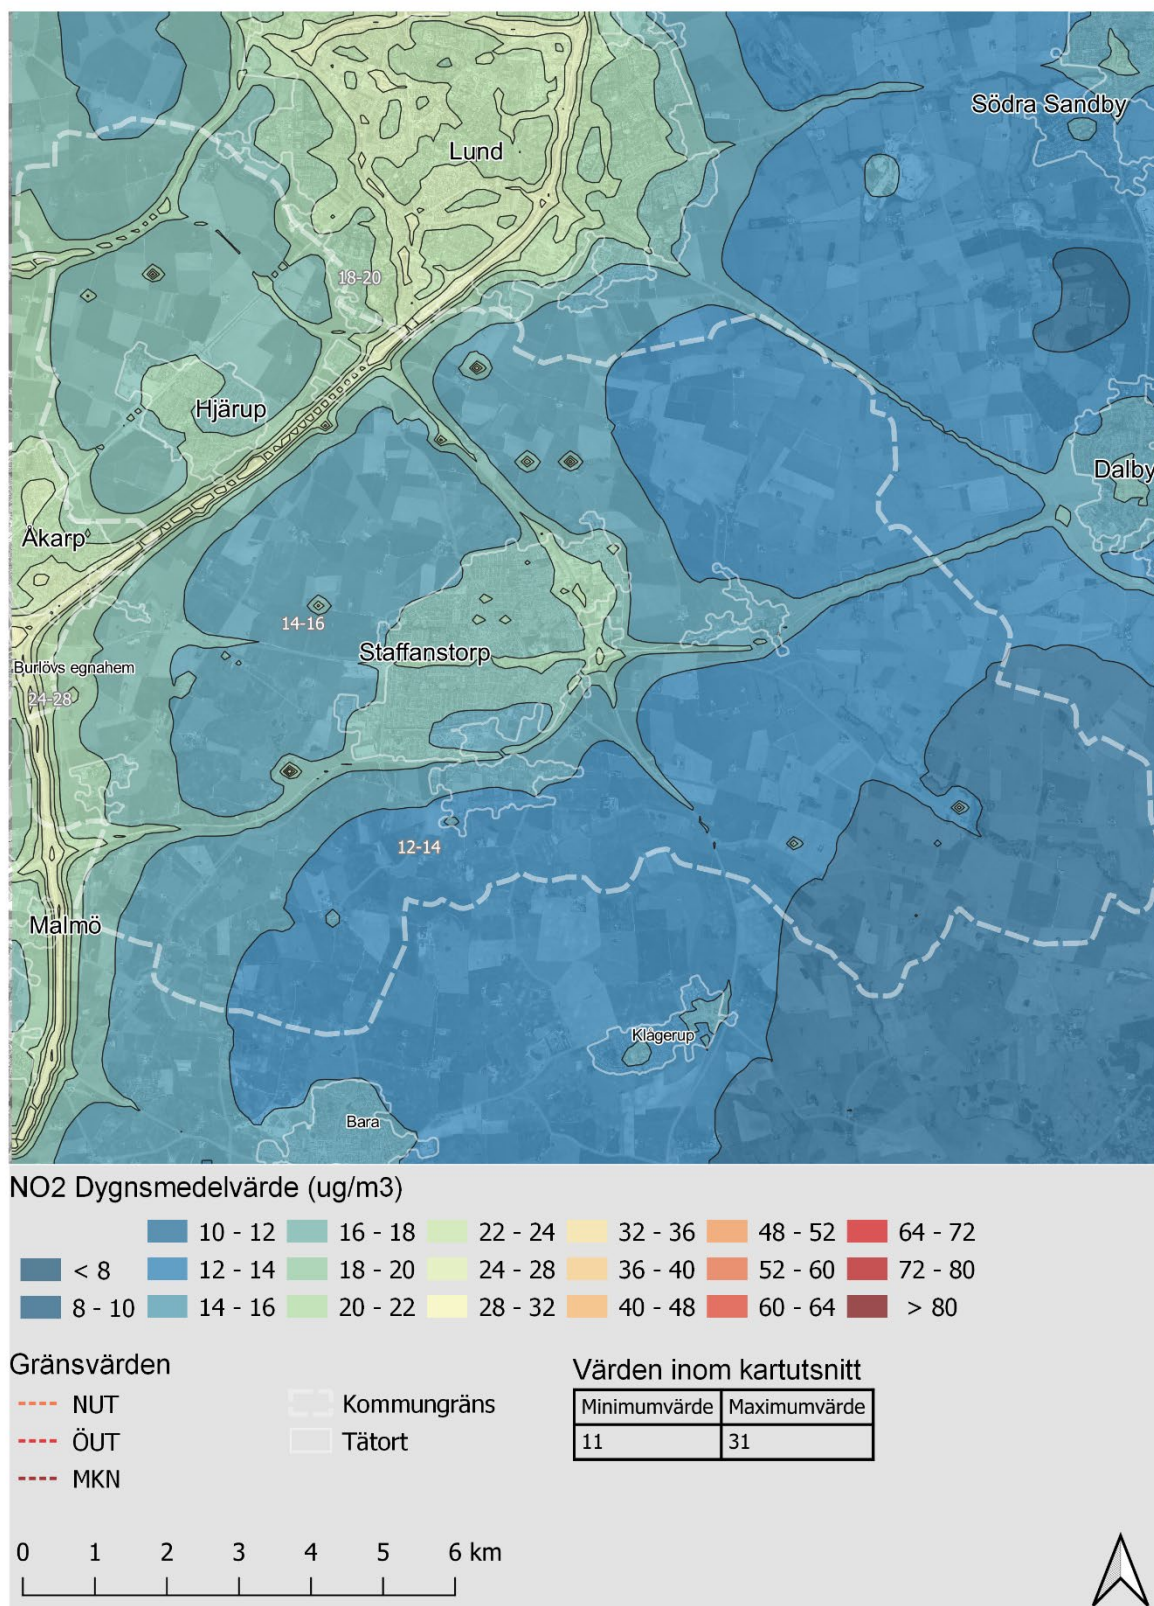 Södra Sandby
Lund
18-20
Hjärup
Dalby
Åkarp
14-16
Staffanstorp
Burlövs egnahem
24-28
12-14
Malmö
Klågerup
Bara
NO2 Dygnsmedelvärde (ug/m3)
10 - 12 16 - 18 22 - 24 32 - 36 48 - 52 64 - 72
< 8 12 - 14 18 - 20 24 - 28 36 - 40 52 - 60 72 - 80
8 - 10 14 - 16 20 - 22 28 - 32 40 - 48 60 - 64 > 80
Gränsvärden
NUT
ÖUT
MKN
Kommungräns
Tätort
Värden inom kartutsnitt
Minimumvärde Maximumvärde
11 31
0 1 2 3 4 5 6 km